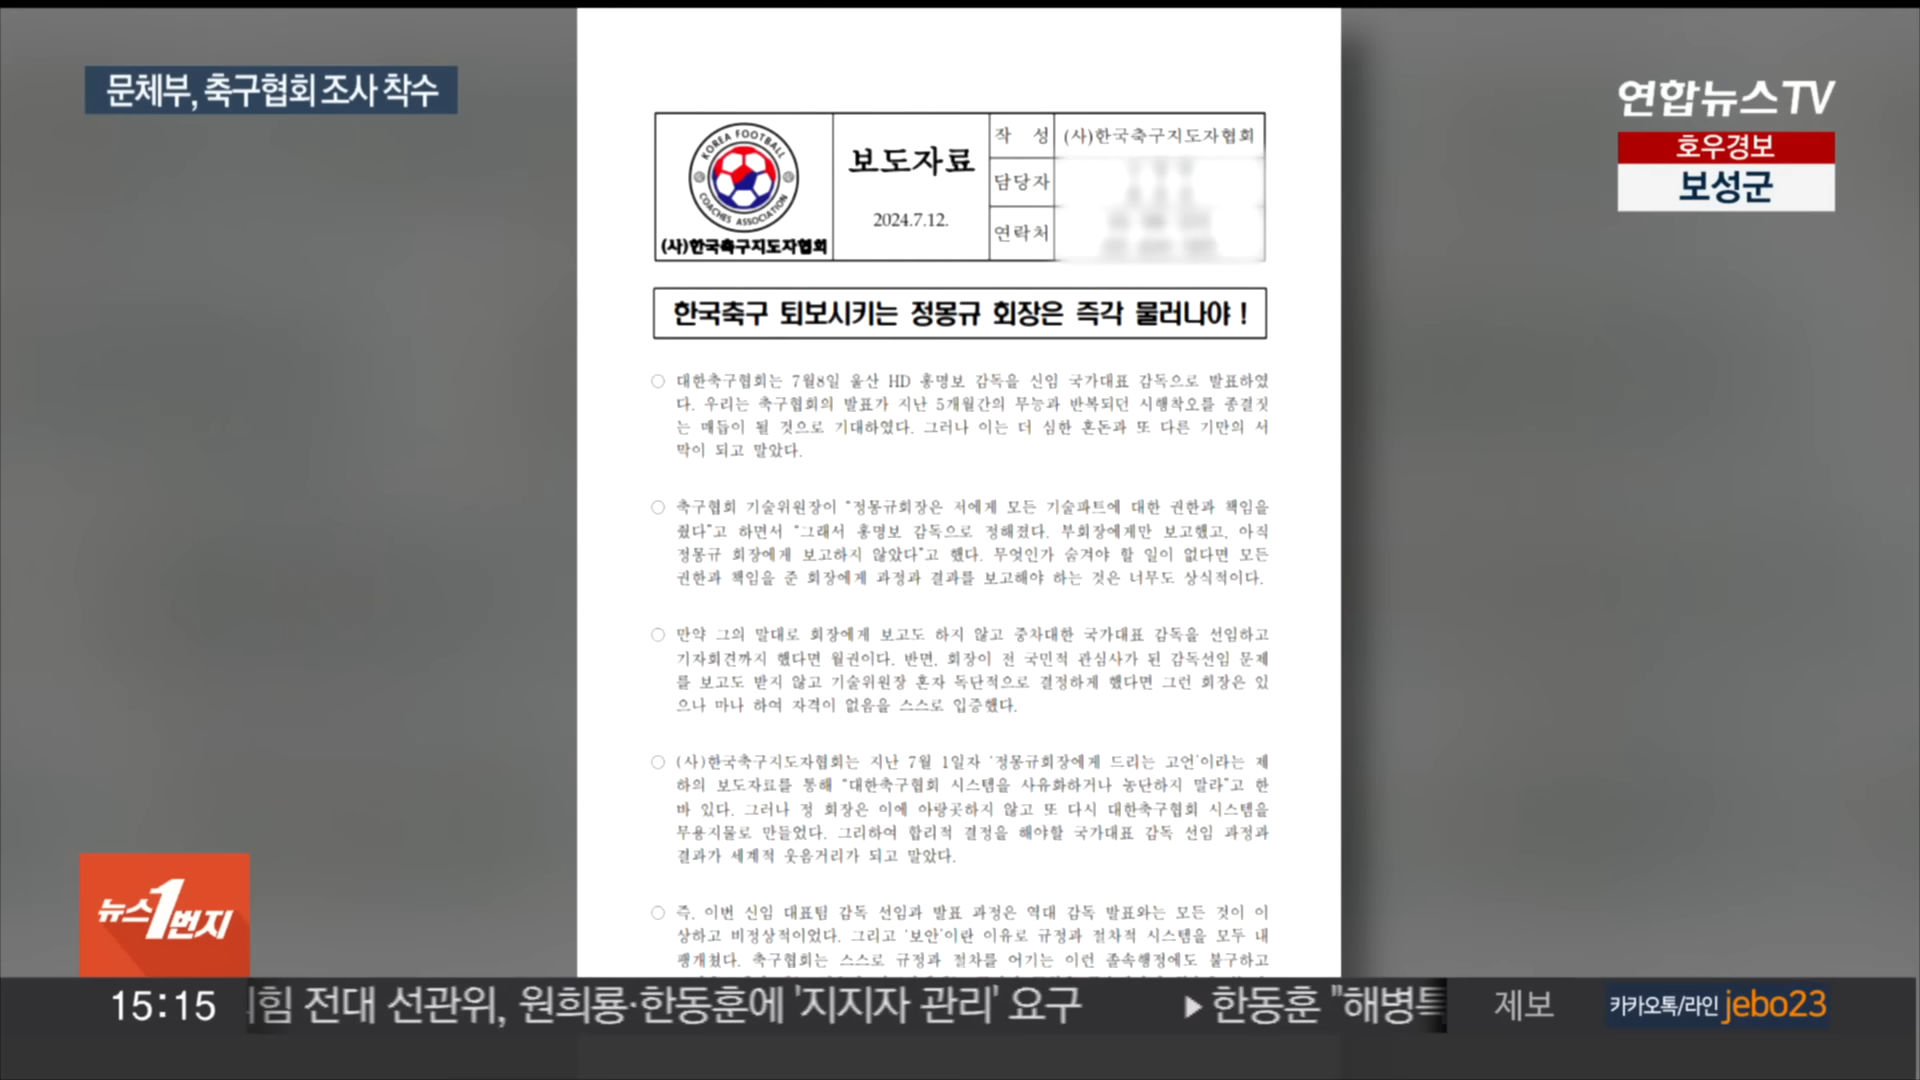 문체부, 축구협회 조사 착수
연합뉴스TV
호우경보
보성군
KOREA FOOTBALL
COACHES ASSOCIATION
(사)한국축구지도자협회
보도자료
2024.7.12.
작 성
(사)한국축구지도자협회
담당자
연락처
한국축구 퇴보시키는 정몽규 회장은 즉각 물러나야 !
○ 대한축구협회는 7월8일 울산 HD 홍명보 감독을 신임 국가대표 감독으로 발표하였
다. 우리는 축구협회의 발표가 지난 5개월간의 무능과 반복되던 시행착오를 종결짓
는 매듭이 될 것으로 기대하였다. 그러나 이는 더 심한 혼돈과 또 다른 기만의 서
막이 되고 말았다.
○ 축구협회 기술위원장이 “정몽규회장은 저에게 모든 기술파트에 대한 권한과 책임을
줬다”고 하면서 “그래서 홍명보 감독으로 정해졌다. 부회장에게만 보고했고, 아직
정몽규 회장에게 보고하지 않았다”고 했다. 무엇인가 숨겨야 할 일이 없다면 모든
권한과 책임을 준 회장에게 과정과 결과를 보고해야 하는 것은 너무도 상식적이다.
○ 만약 그의 말대로 회장에게 보고도 하지 않고 중차대한 국가대표 감독을 선임하고
기자회견까지 했다면 월권이다. 반면, 회장이 전 국민적 관심사가 된 감독선임 문제
를 보고도 받지 않고 기술위원장 혼자 독단적으로 결정하게 했다면 그런 회장은 있
으나 마나 하여 자격이 없음을 스스로 입증했다.
○ (사)한국축구지도자협회는 지난 7월 1일자 ‘정몽규회장에게 드리는 고언’이라는 제
하의 보도자료를 통해 “대한축구협회 시스템을 사유화하거나 농단하지 말라”고 한
바 있다. 그러나 정 회장은 이에 아랑곳하지 않고 또 다시 대한축구협회 시스템을
무용지물로 만들었다. 그리하여 합리적 결정을 해야할 국가대표 감독 선임 과정과
결과가 세계적 웃음거리가 되고 말았다.
○ 즉, 이번 신임 대표팀 감독 선임과 발표 과정은 역대 감독 발표와는 모든 것이 이
상하고 비정상적이었다. 그리고 ‘보안’이란 이유로 규정과 절차적 시스템을 모두 내
팽개쳤다. 축구협회는 스스로 규정과 절차를 어기는 이런 졸속행정에도 불구하고
뉴스1번지
15:15
힘 전대 선관위, 원희룡·한동훈에 '지지자 관리' 요구 ▶한동훈 "해병특
제보
카카오톡/라인 jebo23